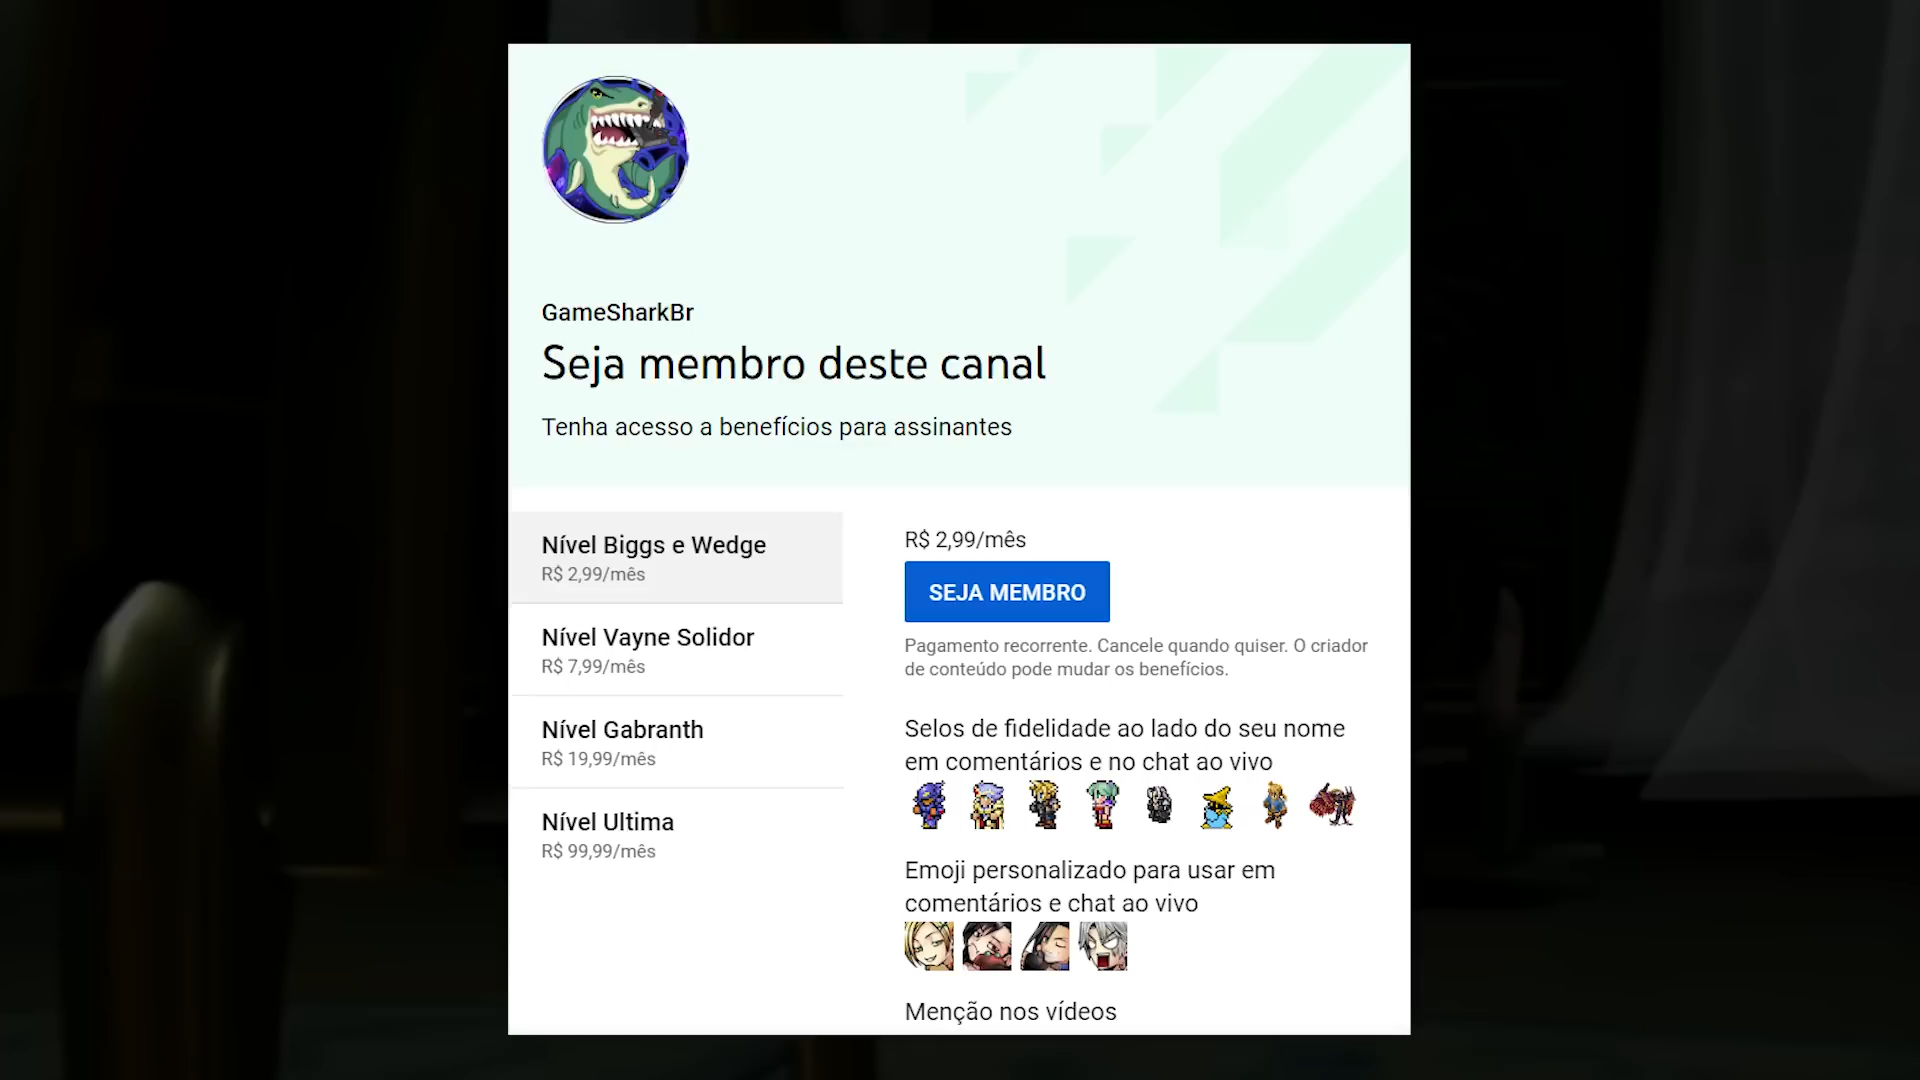 GameSharkBr
Seja membro deste canal
Tenha acesso a benefícios para assinantes
Nível Biggs e Wedge
R$ 2,99/mês
Nível Vayne Solidor
R$ 7,99/mês
Nível Gabranth
R$ 19,99/mês
Nível Ultima
R$ 99,99/mês
R$ 2,99/mês
SEJA MEMBRO
Pagamento recorrente. Cancele quando quiser. O criador
de conteúdo pode mudar os benefícios.
Selos de fidelidade ao lado do seu nome
em comentários e no chat ao vivo
Emoji personalizado para usar em
comentários e chat ao vivo
Menção nos vídeos